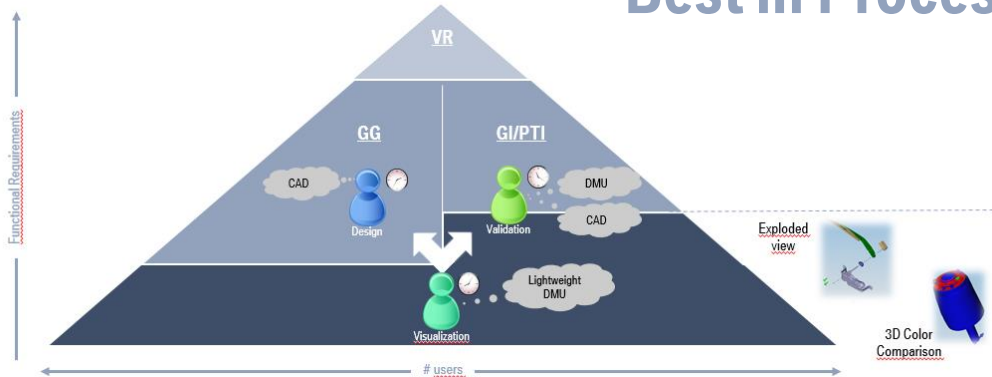 Best in Proces
VR
GG
GI/PTI
CAD
DMU
CAD
Design
Validation
Exploded
view
Lightweight
DMU
Visualization
3D Color
Comparison
Functional Requirements
# users